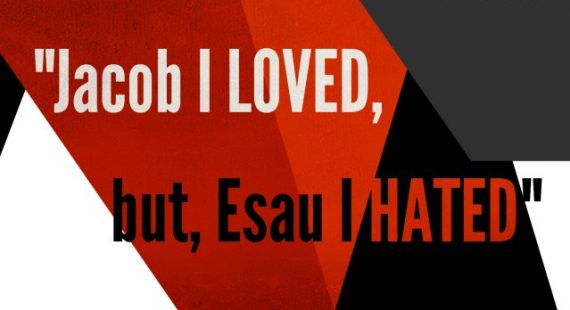 "Jacob I LOVED,
but, Esau I HATED"